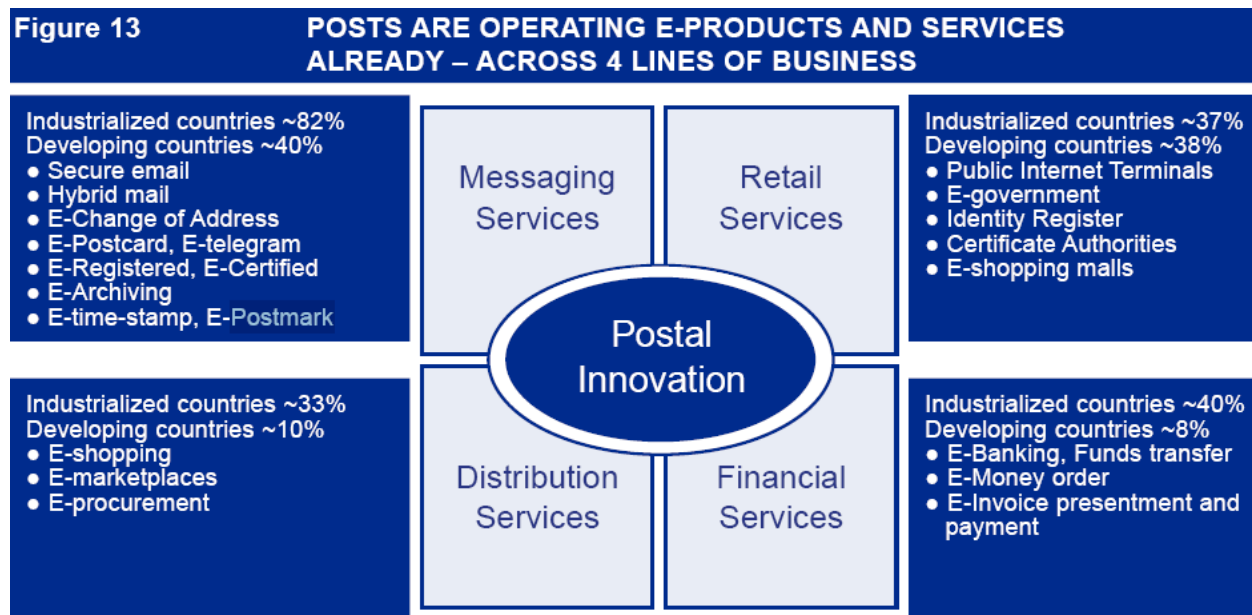 Figure 13
POSTS ARE OPERATING E-PRODUCTS AND SERVICES
ALREADY – ACROSS 4 LINES OF BUSINESS
Industrialized countries ~82%
Developing countries ~40%
● Secure email
● Hybrid mail
● E-Change of Address
● E-Postcard, E-telegram
● E-Registered, E-Certified
● E-Archiving
● E-time-stamp, E-Postmark
Messaging
Services
Retail
Services
Industrialized countries ~37%
Developing countries ~38%
● Public Internet Terminals
● E-government
● Identity Register
● Certificate Authorities
● E-shopping malls
Postal
Innovation
Industrialized countries ~33%
Developing countries ~10%
● E-shopping
● E-marketplaces
● E-procurement
Distribution
Services
Financial
Services
Industrialized countries ~40%
Developing countries ~8%
● E-Banking, Funds transfer
● E-Money order
● E-Invoice presentment and
payment